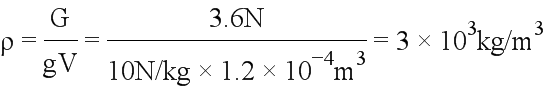 ρ = G/gV = 3.6N/(10N/kg × 1.2 × 10⁻⁴m³) = 3 × 10³kg/m³